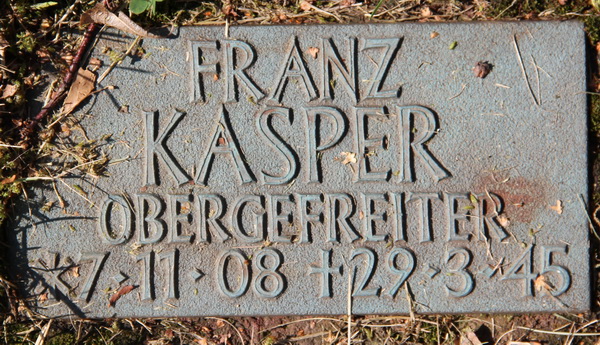 FRANZ
KASPER
OBERGEFREITER
*7·11·08 +29·3·45